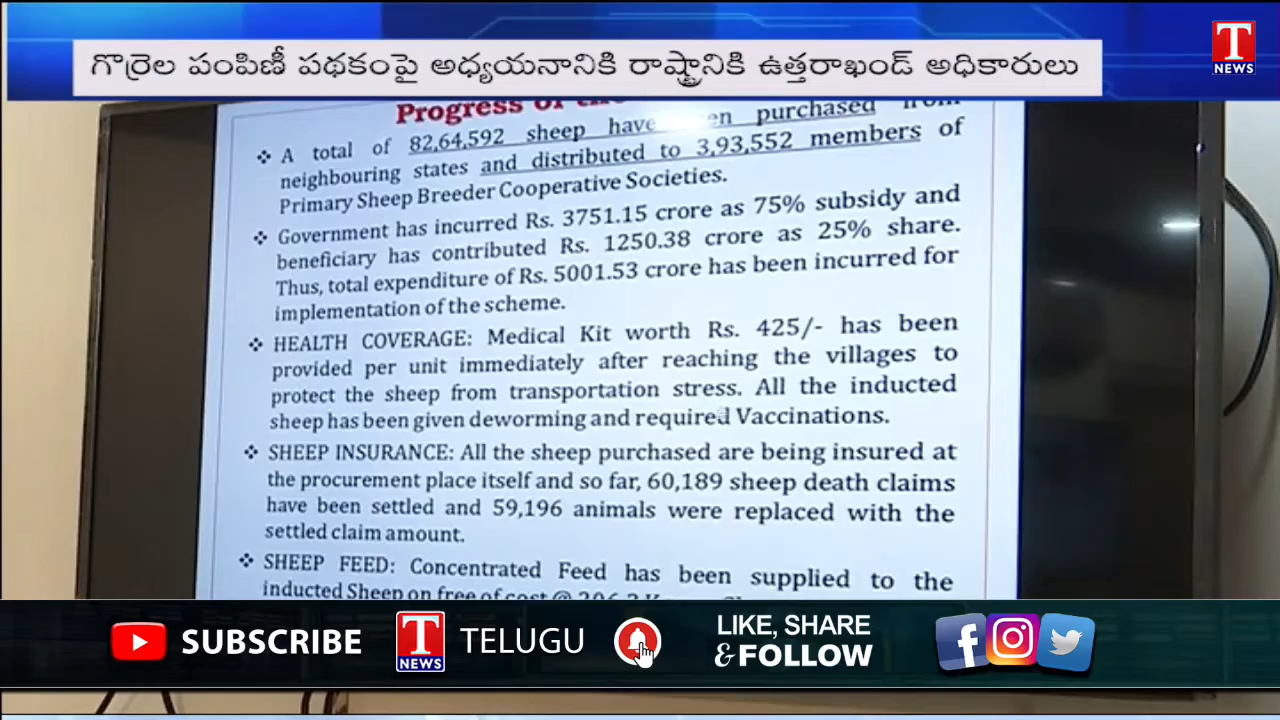 గొర్రెల పంపిణీ పథకంపై అధ్యయనానికి రాష్ట్రానికి ఉత్తరాఖండ్ అధికారులు
T
NEWS
Progress of the
❖ A total of 82,64,592 sheep have been purchased from
neighbouring states and distributed to 3,93,552 members of
Primary Sheep Breeder Cooperative Societies.
❖ Government has incurred Rs. 3751.15 crore as 75% subsidy and
beneficiary has contributed Rs. 1250.38 crore as 25% share.
Thus, total expenditure of Rs. 5001.53 crore has been incurred for
implementation of the scheme.
❖ HEALTH COVERAGE: Medical Kit worth Rs. 425/- has been
provided per unit immediately after reaching the villages to
protect the sheep from transportation stress. All the inducted
sheep has been given deworming and required Vaccinations.
❖ SHEEP INSURANCE: All the sheep purchased are being insured at
the procurement place itself and so far, 60,189 sheep death claims
have been settled and 59,196 animals were replaced with the
settled claim amount.
❖ SHEEP FEED: Concentrated Feed has been supplied to the
inducted Sheep on free of cost @
SUBSCRIBE
T
NEWS
TELUGU
LIKE, SHARE
& FOLLOW